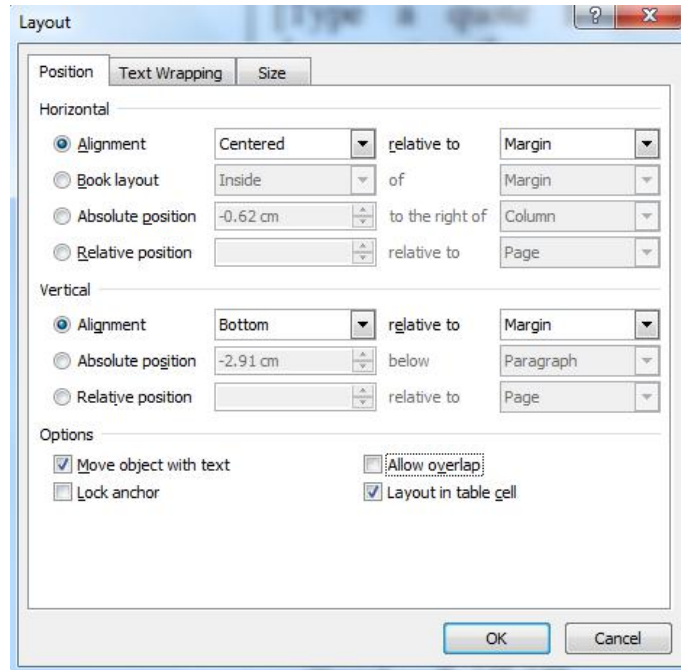 [Type a quote
Layout
?
X
Position Text Wrapping Size
Horizontal
Alignment Centered relative to Margin
Book layout Inside of Margin
Absolute position -0.62 cm to the right of Column
Relative position relative to Page
Vertical
Alignment Bottom relative to Margin
Absolute position -2.91 cm below Paragraph
Relative position relative to Page
Options
Move object with text Allow overlap
Lock anchor Layout in table cell
OK Cancel